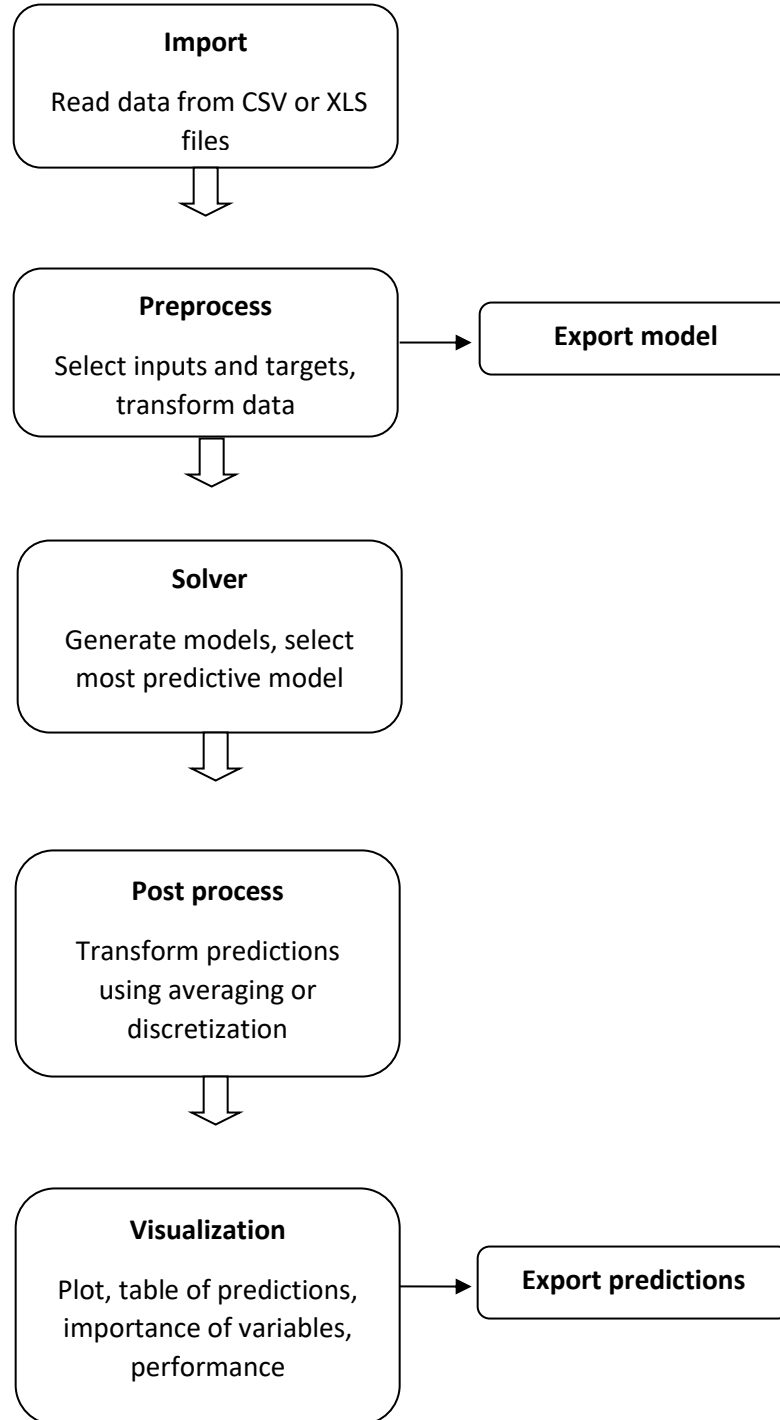 Import
Read data from CSV or XLS
files
Preprocess
Select inputs and targets,
transform data
Export model
Solver
Generate models, select
most predictive model
Post process
Transform predictions
using averaging or
discretization
Visualization
Plot, table of predictions,
importance of variables,
performance
Export predictions